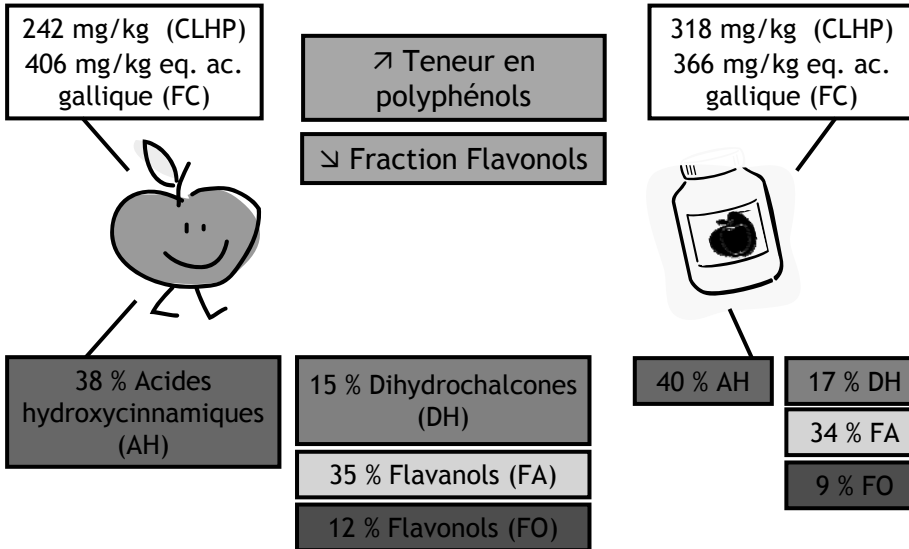 242 mg/kg (CLHP)
406 mg/kg eq. ac.
gallique (FC)
↗ Teneur en
polyphénols
↘ Fraction Flavonols
318 mg/kg (CLHP)
366 mg/kg eq. ac.
gallique (FC)
38 % Acides
hydroxycinnamiques
(AH)
15 % Dihydrochalcones
(DH)
35 % Flavanols (FA)
12 % Flavonols (FO)
40 % AH
17 % DH
34 % FA
9 % FO